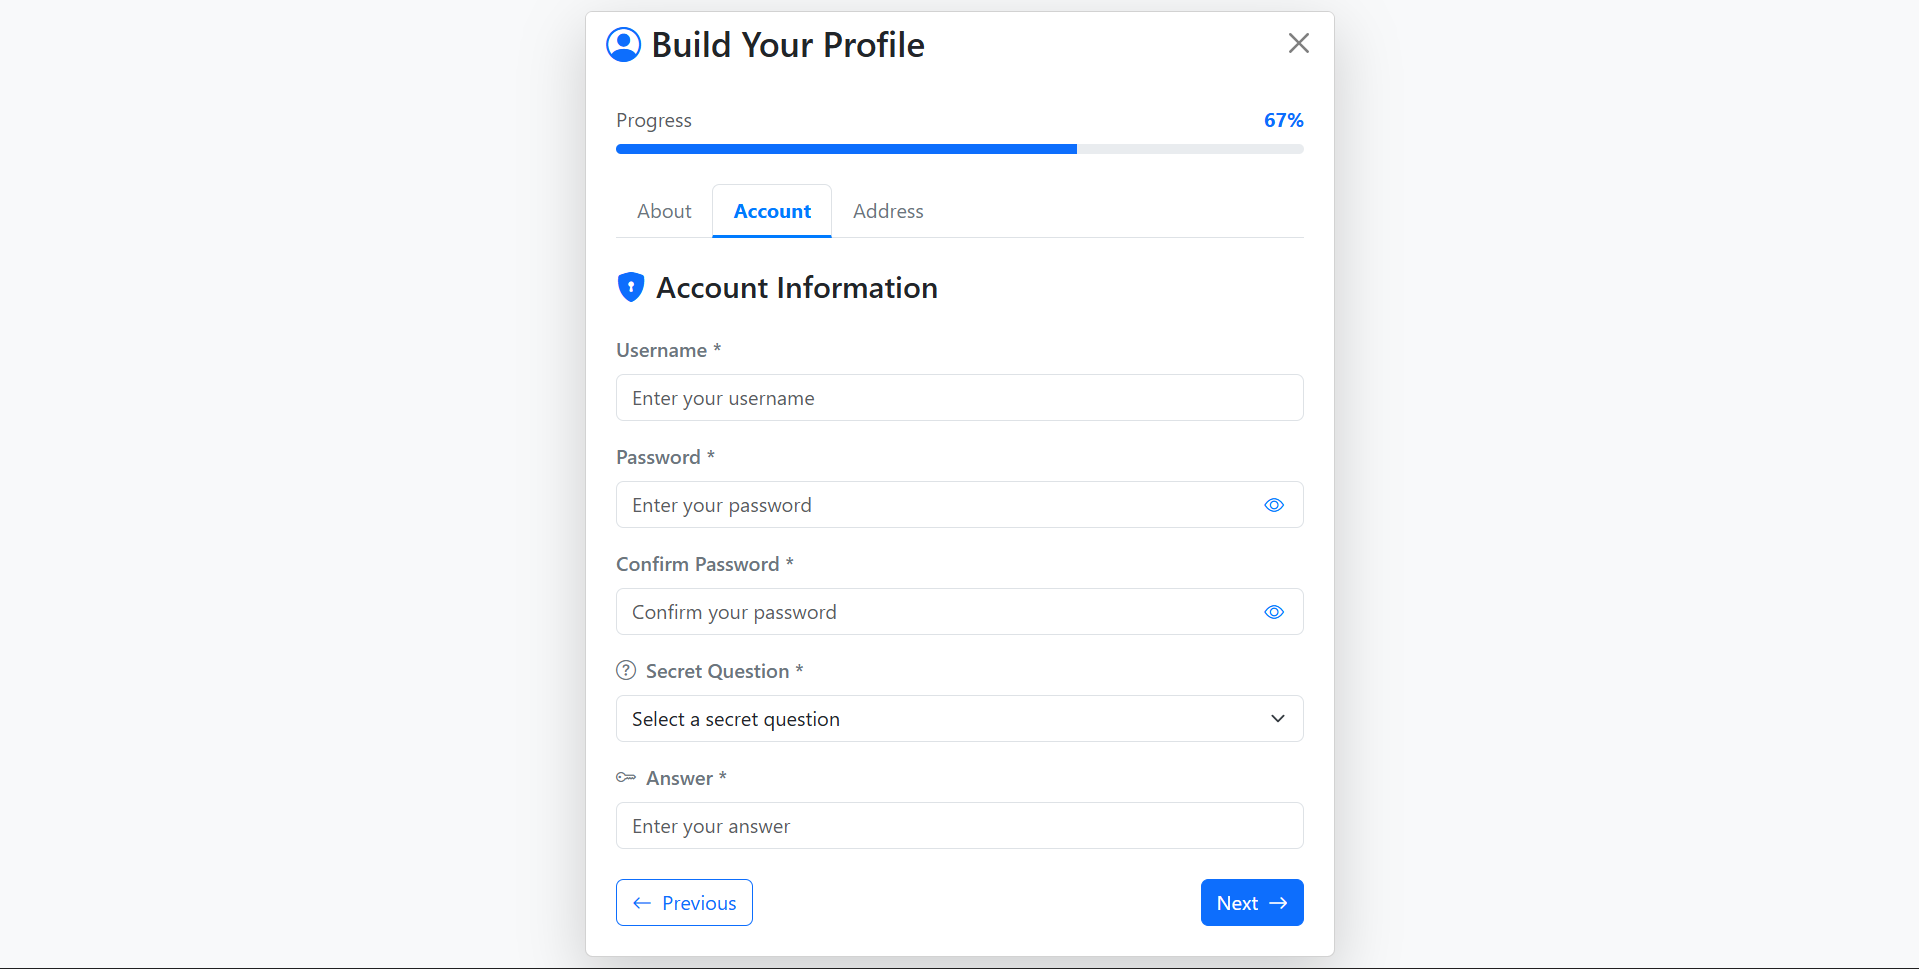 Build Your Profile
Progress 67%
About Account Address
Account Information
Username *
Enter your username
Password *
Enter your password
Confirm Password *
Confirm your password
Secret Question *
Select a secret question
Answer *
Enter your answer
Previous Next